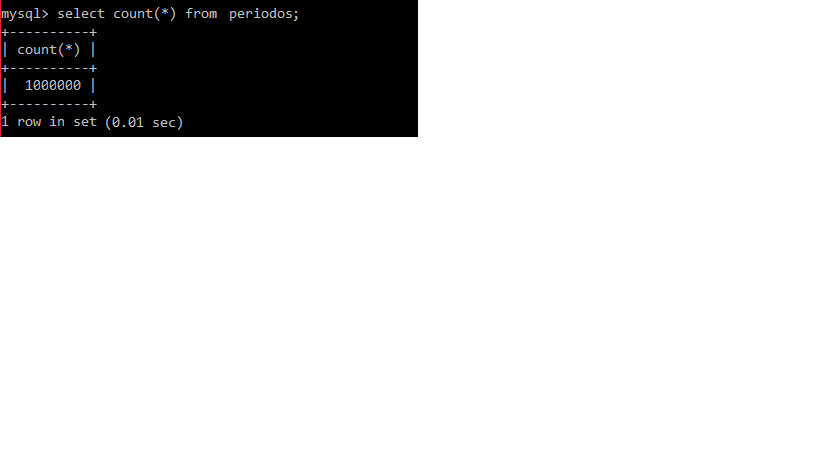 mysql> select count(*) from periodos;
+----------+
| count(*) |
+----------+
|  1000000 |
+----------+
1 row in set (0.01 sec)